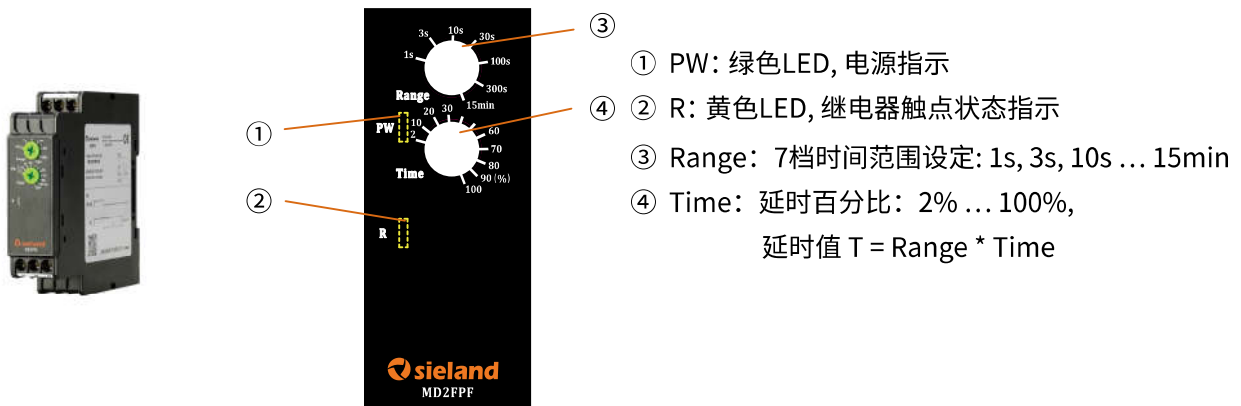 ③
3s 10s 30s
1s 100s
300s
Range 15min
① PW: 绿色LED, 电源指示
④
② R: 黄色LED, 继电器触点状态指示
①
PW
2 10 20 30 60
70
80
90 (%)
100
Time
③ Range: 7档时间范围设定: 1s, 3s, 10s … 15min
②
④ Time: 延时百分比: 2% … 100%,
R
延时值 T = Range * Time
sieland
MD2FPF
sieland